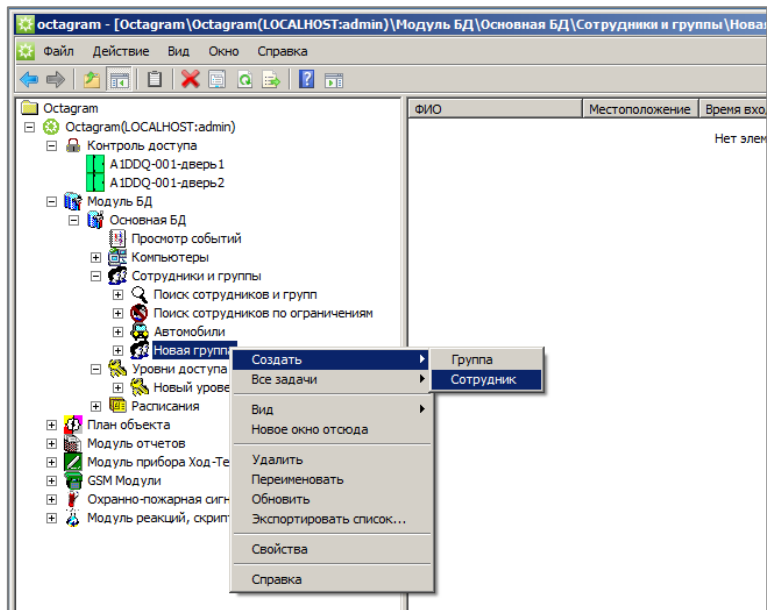 octagram - [Octagram\Octagram(LOCALHOST:admin)\Модуль БД\Основная БД\Сотрудники и группы\Новая
Файл Действие Вид Окно Справка
Octagram
ФИО Местоположение Время вхо
Octagram(LOCALHOST:admin)
Нет элем
Контроль доступа
A1DDQ-001-дверь1
A1DDQ-001-дверь2
Модуль БД
Основная БД
Просмотр событий
Компьютеры
Сотрудники и группы
Поиск сотрудников и групп
Поиск сотрудников по ограничениям
Автомобили
Новая группа
Уровни доступа
Новый урове
Расписания
План объекта
Модуль отчетов
Модуль прибора Ход-Те
GSM Модули
Охранно-пожарная сигн
Модуль реакций, скрип
Создать
Все задачи
Вид
Новое окно отсюда
Удалить
Переименовать
Обновить
Экспортировать список...
Свойства
Справка
Группа
Сотрудник